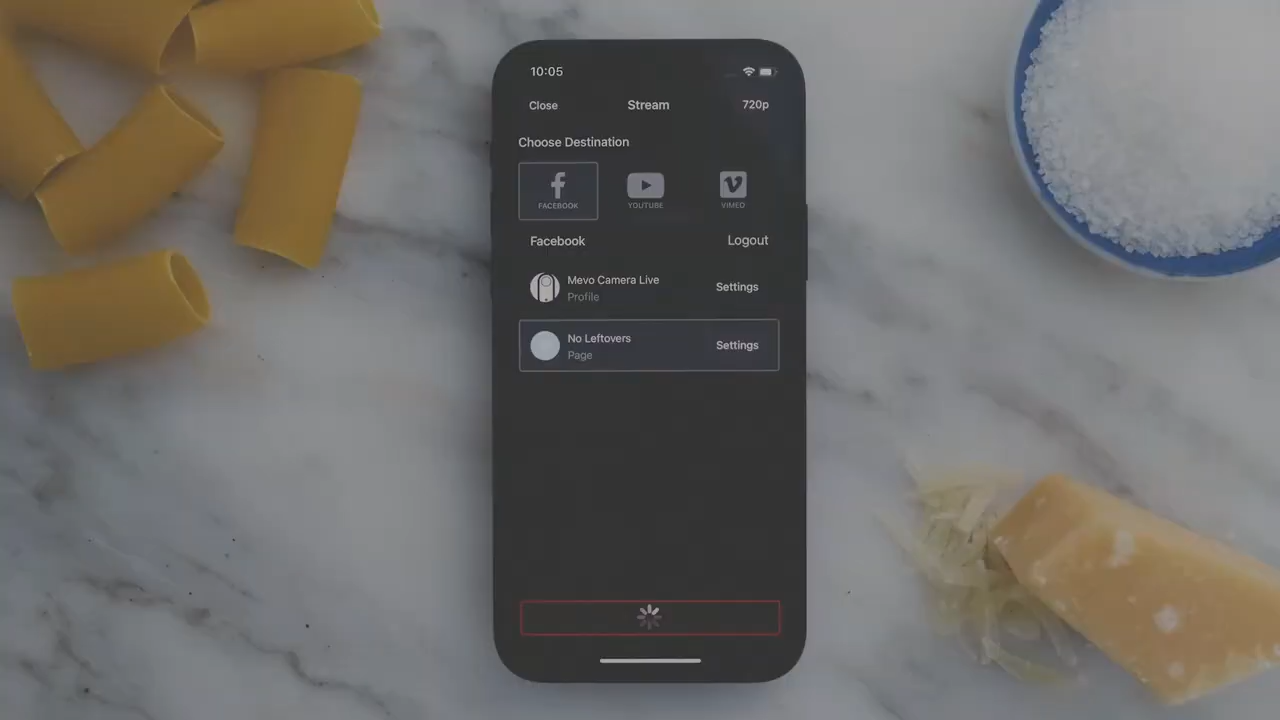 10:05
Close Stream 720p
Choose Destination
FACEBOOK YOUTUBE VIMEO
Facebook Logout
Mevo Camera Live
Profile
Settings
No Leftovers
Page
Settings